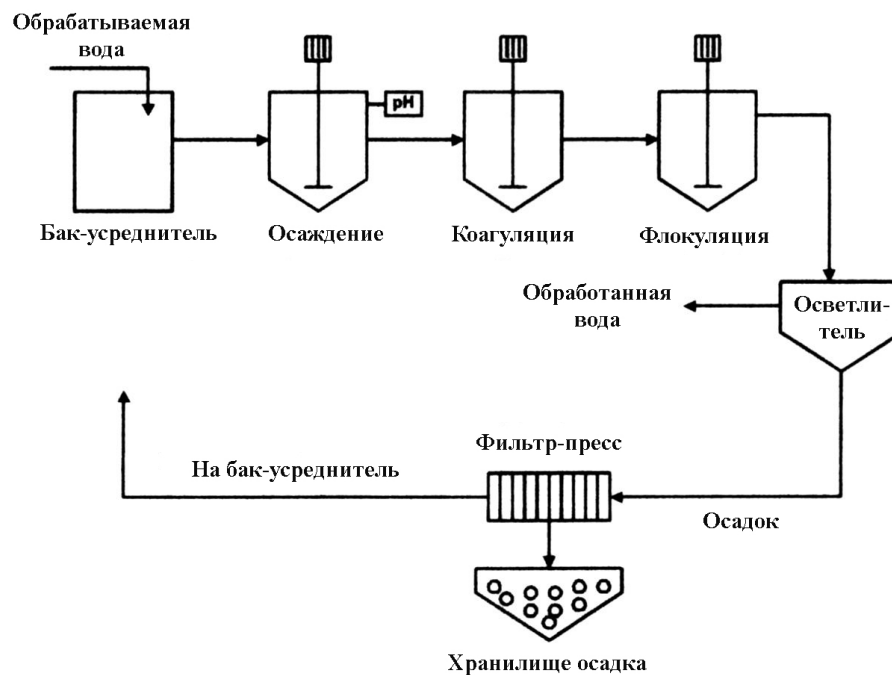 Обрабатываемая
вода
pH
Бак-усреднитель
Осаждение
Коагуляция
Флокуляция
Обработанная
вода
Осветли-
тель
Фильтр-пресс
На бак-усреднитель
Осадок
Хранилище осадка